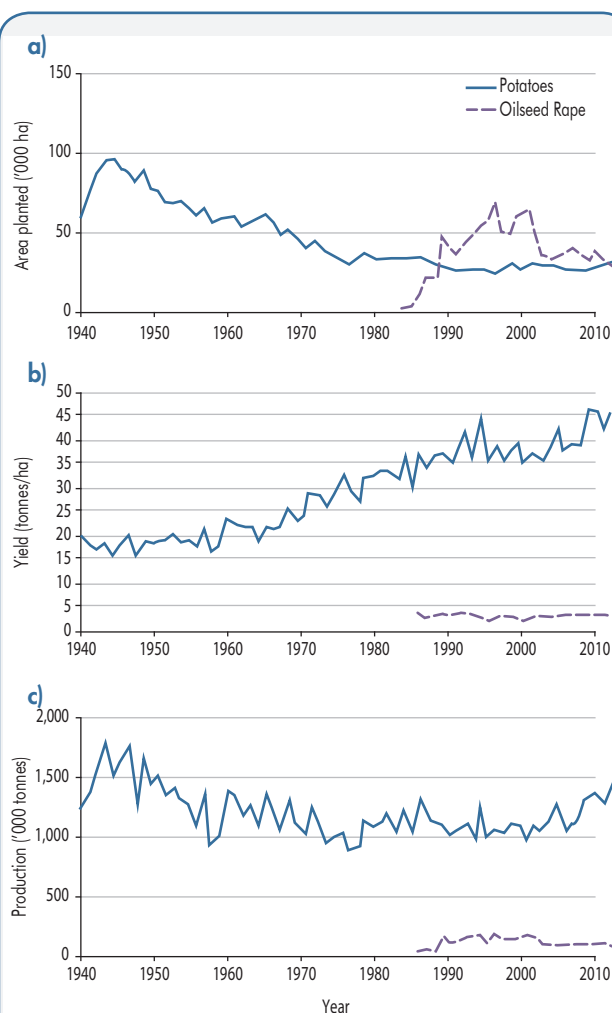 a)
150
100
50
0
Area planted ('000 ha)
Potatoes
Oilseed Rape
1940 1950 1960 1970 1980 1990 2000 2010
b)
50
45
40
35
30
25
20
15
10
5
0
Yield (tonnes/ha)
1940 1950 1960 1970 1980 1990 2000 2010
c)
2,000
1,500
1,000
500
0
Production ('000 tonnes)
1940 1950 1960 1970 1980 1990 2000 2010
Year